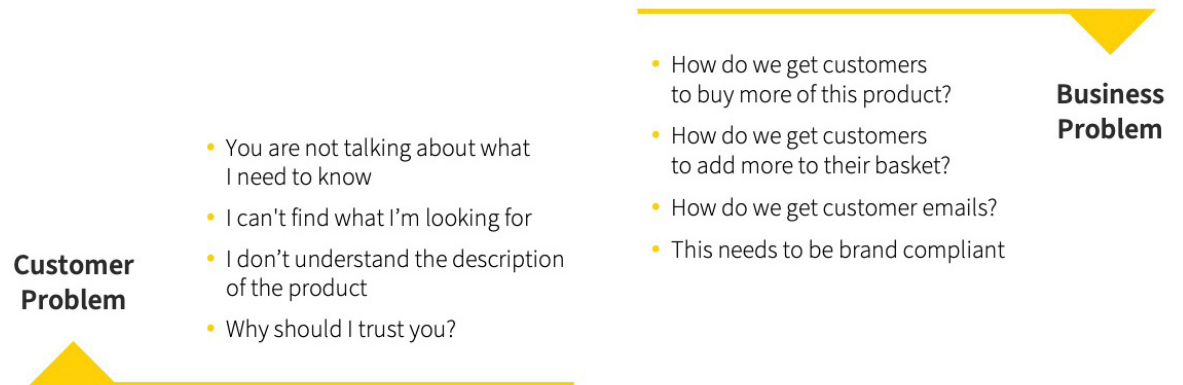 Customer
Problem
You are not talking about what
I need to know
I can't find what I’m looking for
I don’t understand the description
of the product
Why should I trust you?
How do we get customers
to buy more of this product?
How do we get customers
to add more to their basket?
How do we get customer emails?
This needs to be brand compliant
Business
Problem